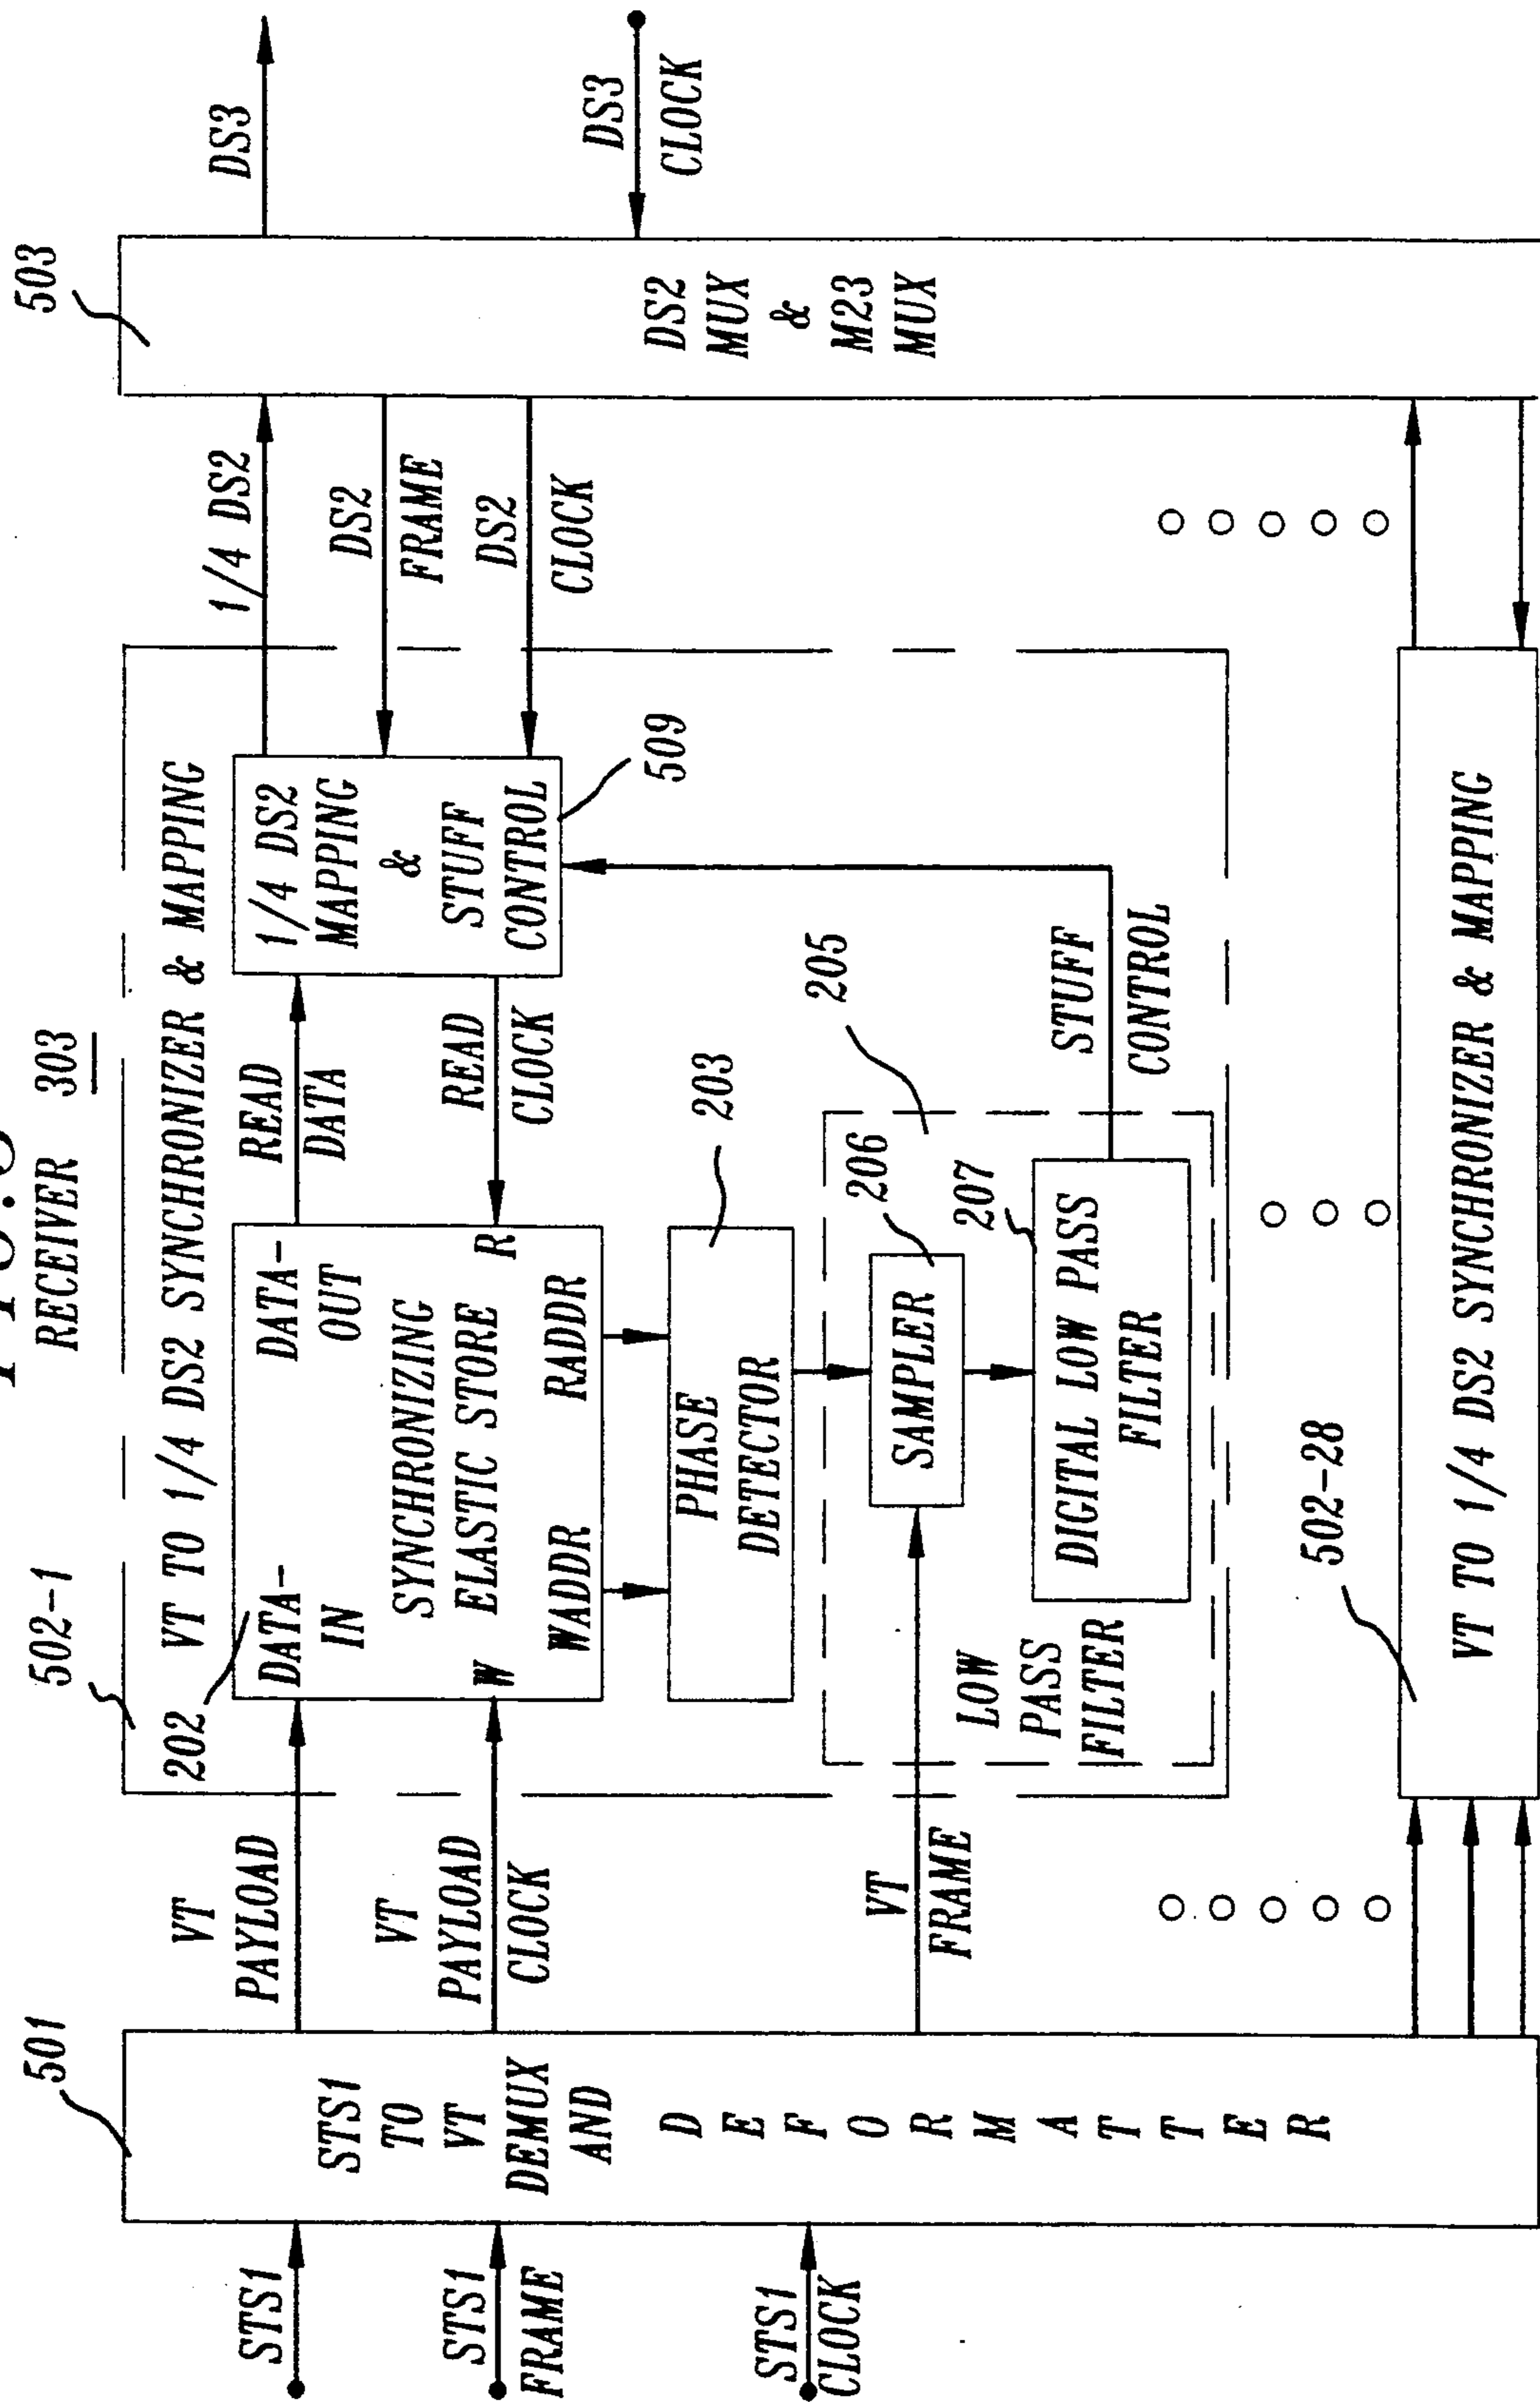 RECEIVER 303
501
STS1
STS1
FRAME
STS1
CLOCK
STS1
TO
VT
DEMUX
AND
DEFORMATTER
VT
PAYLOAD
VT
PAYLOAD
CLOCK
VT
FRAME
502-1
VT TO 1/4 DS2 SYNCHRONIZER & MAPPING
202
DATA-
IN
DATA-
OUT
SYNCHRONIZING
ELASTIC STORE
W
R
WADDR
RADDR
READ
DATA
READ
CLOCK
1/4 DS2
MAPPING
&
STUFF
CONTROL
509
PHASE
DETECTOR
203
205
206
SAMPLER
207
DIGITAL LOW PASS
FILTER
LOW
PASS
FILTER
STUFF
CONTROL
1/4 DS2
DS2
FRAME
DS2
CLOCK
503
DS2
MUX
&
M23
MUX
DS3
DS3
CLOCK
502-28
VT TO 1/4 DS2 SYNCHRONIZER & MAPPING